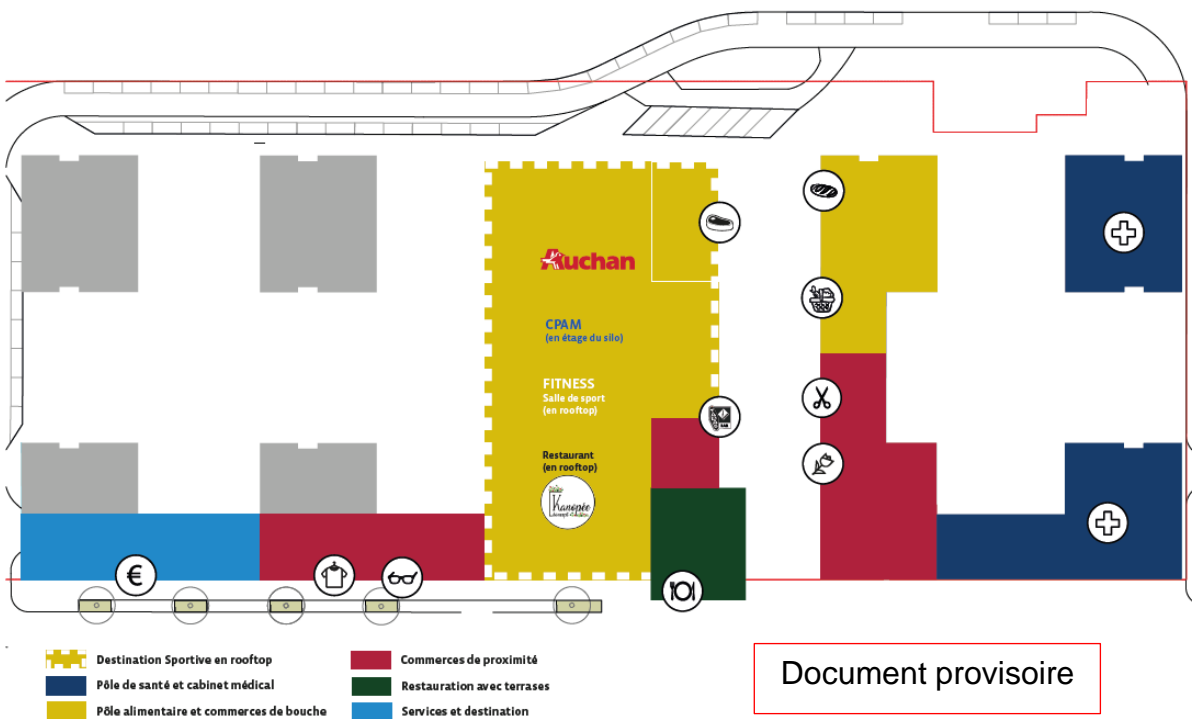 Auchan
CPAM
(en étage du silo)
FITNESS
Salle de sport
(en rooftop)
Restaurant
(en rooftop)
Kanopée
€
Destination Sportive en rooftop
Pôle de santé et cabinet médical
Pôle alimentaire et commerces de bouche
Commerces de proximité
Restauration avec terrases
Services et destination
Document provisoire